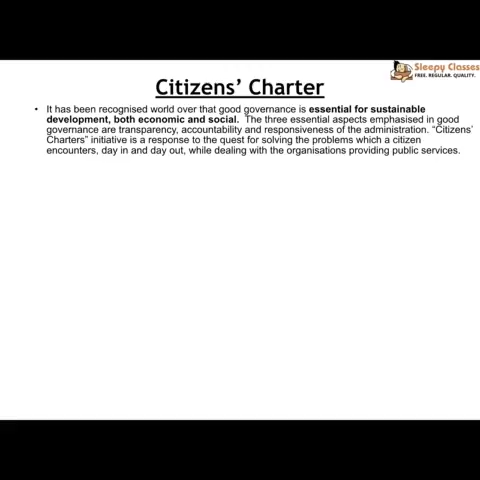 Sleepy Classes
FREE. REGULAR. QUALITY.
Citizens’ Charter
• It has been recognised world over that good governance is essential for sustainable
development, both economic and social. The three essential aspects emphasised in good
governance are transparency, accountability and responsiveness of the administration. “Citizens’
Charters” initiative is a response to the quest for solving the problems which a citizen
encounters, day in and day out, while dealing with the organisations providing public services.